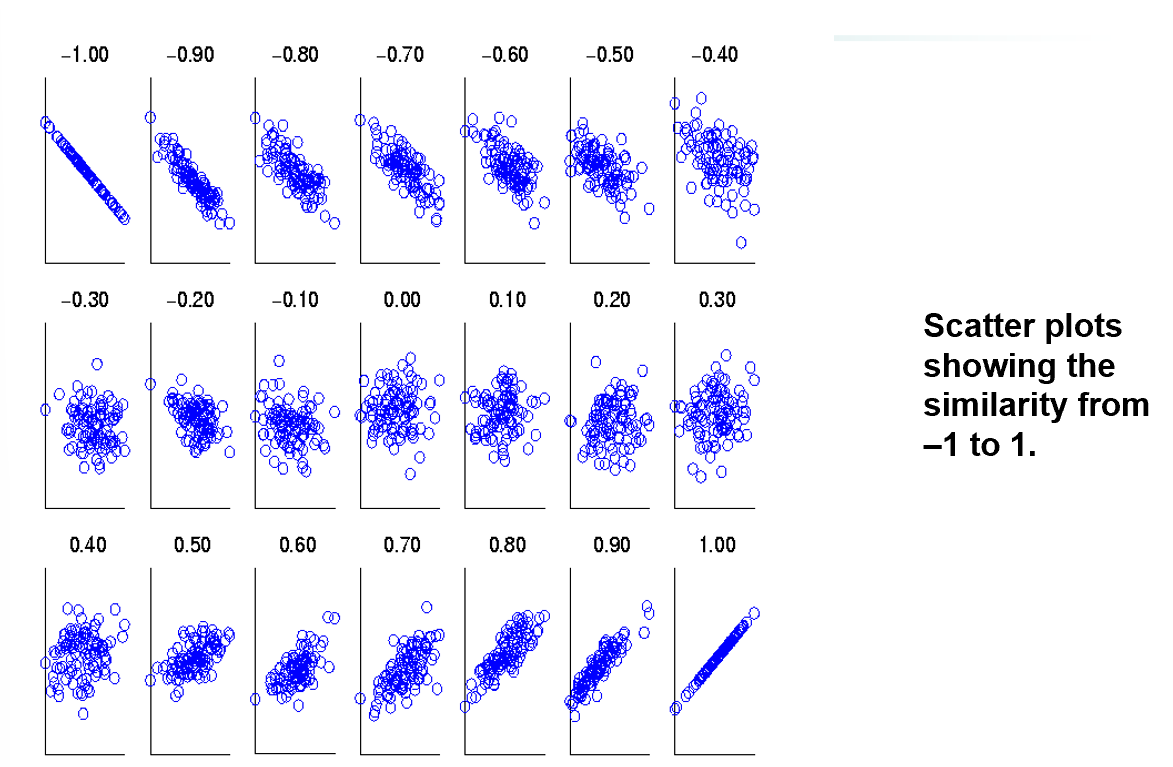 −1.00 −0.90 −0.80 −0.70 −0.60 −0.50 −0.40
−0.30 −0.20 −0.10 0.00 0.10 0.20 0.30
0.40 0.50 0.60 0.70 0.80 0.90 1.00
Scatter plots
showing the
similarity from
–1 to 1.